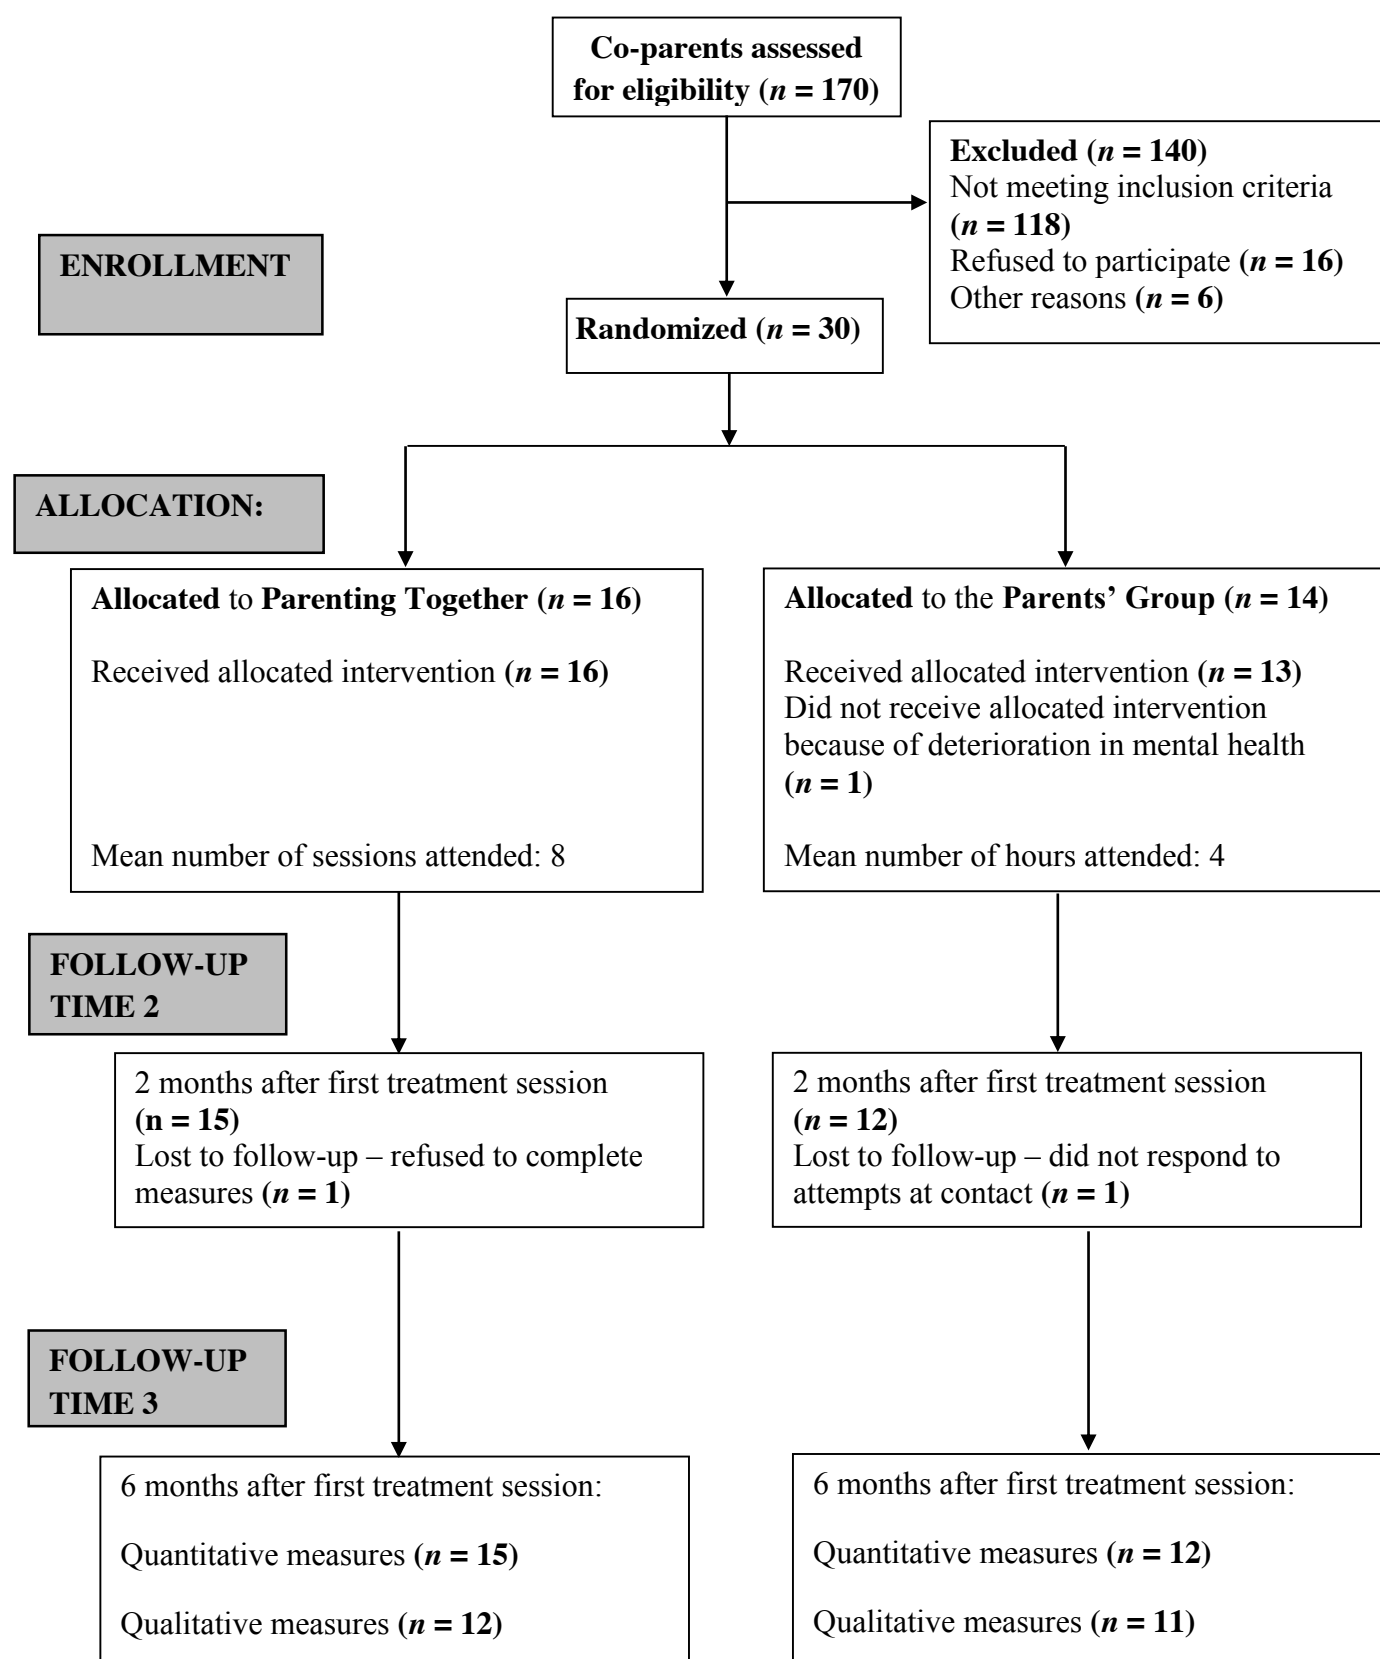 Co-parents assessed
for eligibility (n = 170)
Excluded (n = 140)
Not meeting inclusion criteria
(n = 118)
Refused to participate (n = 16)
Other reasons (n = 6)
ENROLLMENT
Randomized (n = 30)
ALLOCATION:
Allocated to Parenting Together (n = 16)
Received allocated intervention (n = 16)
Mean number of sessions attended: 8
Allocated to the Parents’ Group (n = 14)
Received allocated intervention (n = 13)
Did not receive allocated intervention
because of deterioration in mental health
(n = 1)
Mean number of hours attended: 4
FOLLOW-UP
TIME 2
2 months after first treatment session
(n = 15)
Lost to follow-up – refused to complete
measures (n = 1)
2 months after first treatment session
(n = 12)
Lost to follow-up – did not respond to
attempts at contact (n = 1)
FOLLOW-UP
TIME 3
6 months after first treatment session:
Quantitative measures (n = 15)
Qualitative measures (n = 12)
6 months after first treatment session:
Quantitative measures (n = 12)
Qualitative measures (n = 11)